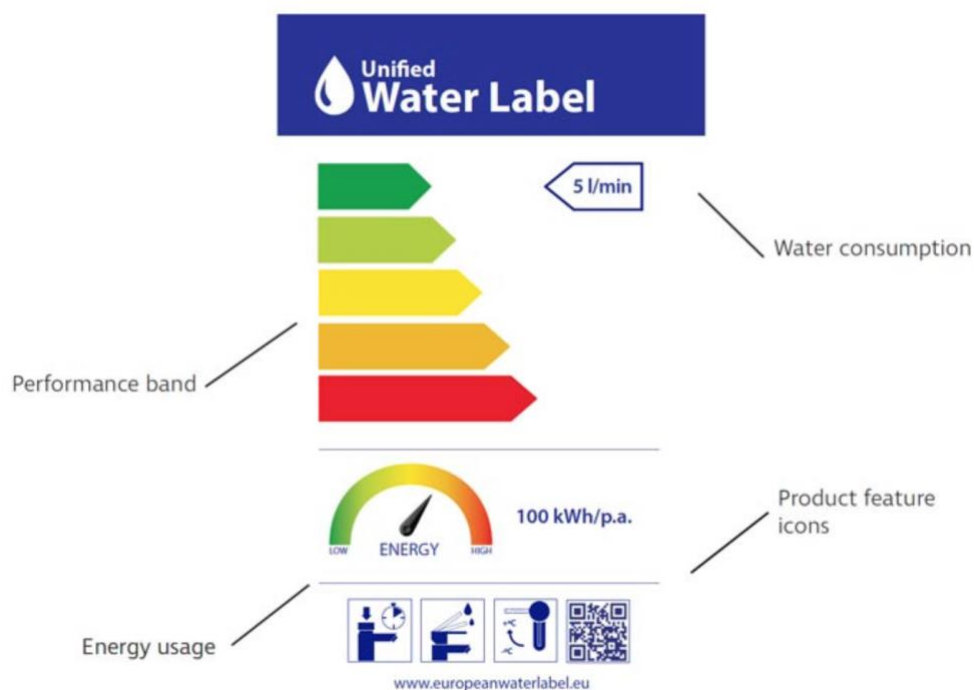 Unified
Water Label
5 l/min
Water consumption
Performance band
100 kWh/p.a.
LOW
ENERGY
HIGH
Product feature
icons
Energy usage
www.europeanwaterlabel.eu